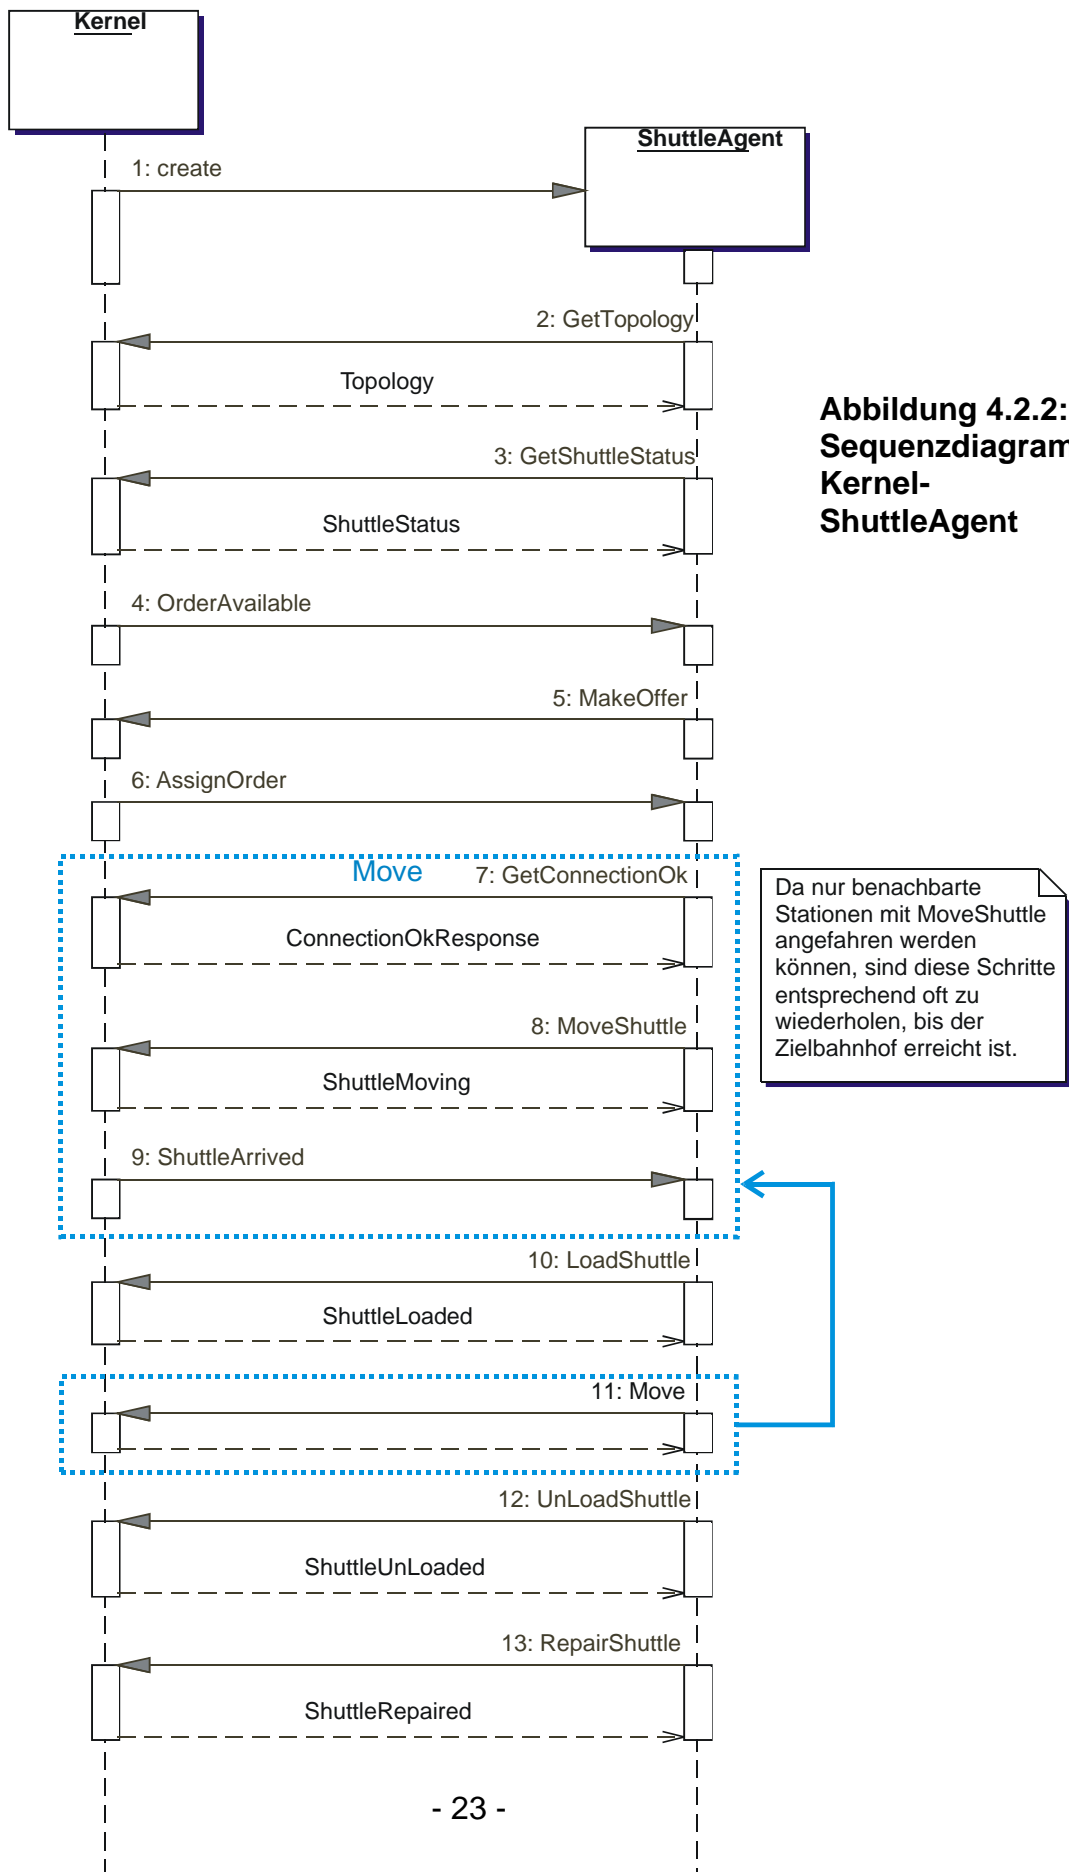 Kernel
ShuttleAgent
1: create
2: GetTopology
Topology
Abbildung 4.2.2:
Sequenzdiagram
Kernel-
ShuttleAgent
3: GetShuttleStatus
ShuttleStatus
4: OrderAvailable
5: MakeOffer
6: AssignOrder
Move
7: GetConnectionOk
ConnectionOkResponse
Da nur benachbarte
Stationen mit MoveShuttle
angefahren werden
können, sind diese Schritte
entsprechend oft zu
wiederholen, bis der
Zielbahnhof erreicht ist.
8: MoveShuttle
ShuttleMoving
9: ShuttleArrived
10: LoadShuttle
ShuttleLoaded
11: Move
12: UnLoadShuttle
ShuttleUnLoaded
13: RepairShuttle
ShuttleRepaired
- 23 -